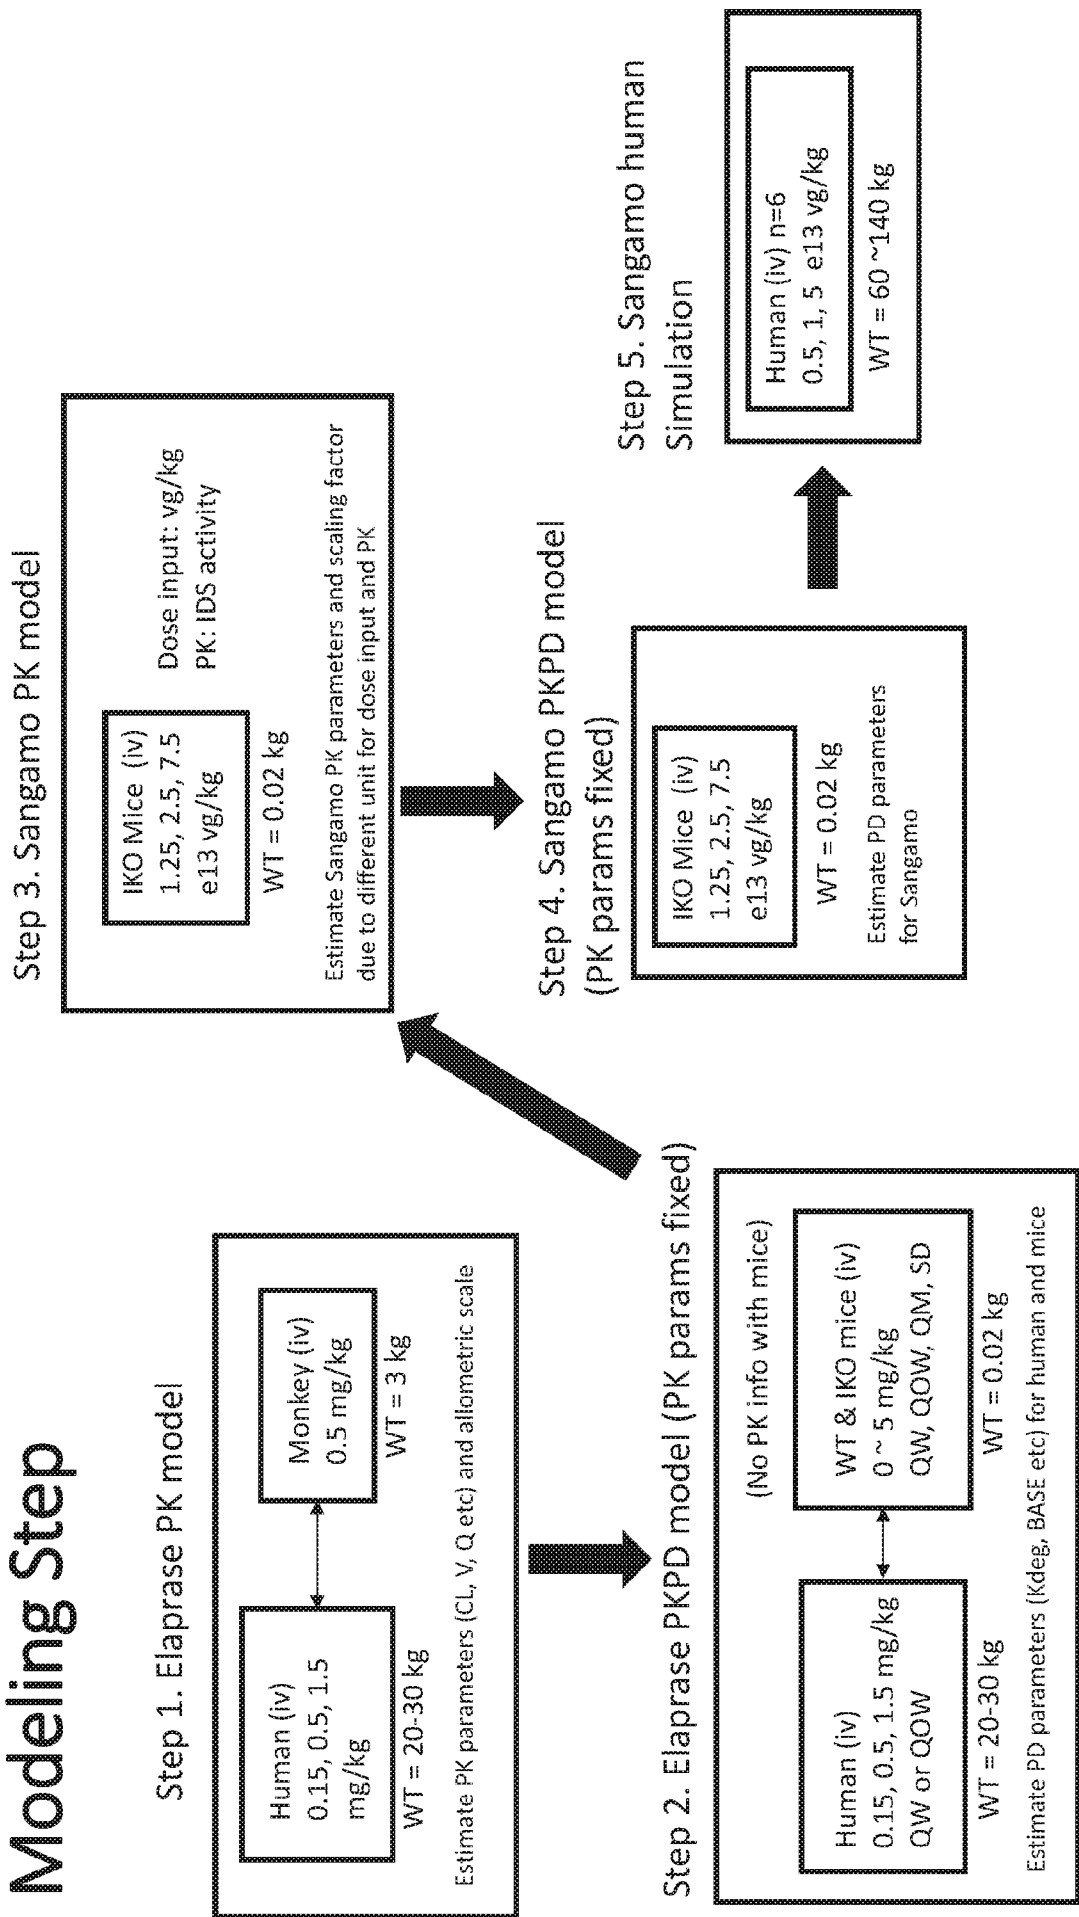 Modeling Step
Step 1. Elaprase PK model
Human (iv)
0.15, 0.5, 1.5
mg/kg
WT = 20-30 kg
Monkey (iv)
0.5 mg/kg
WT = 3 kg
Estimate PK parameters (CL, V, Q etc) and allometric scale
Step 2. Elaprase PKPD model (PK params fixed)
(No PK info with mice)
Human (iv)
0.15, 0.5, 1.5 mg/kg
QW or QOW
WT = 20-30 kg
WT & IKO mice (iv)
0 ~ 5 mg/kg
QW, QOW, QM, SD
WT = 0.02 kg
Estimate PD parameters (Kdeg, BASE etc) for human and mice
Step 3. Sangamo PK model
IKO Mice (iv)
1.25, 2.5, 7.5
e13 vg/kg
WT = 0.02 kg
Dose input: vg/kg
PK: IDS activity
Estimate Sangamo PK parameters and scaling factor
due to different unit for dose input and PK
Step 4. Sangamo PKPD model
(PK params fixed)
IKO Mice (iv)
1.25, 2.5, 7.5
e13 vg/kg
WT = 0.02 kg
Estimate PD parameters
for Sangamo
Step 5. Sangamo human
Simulation
Human (iv) n=6
0.5, 1, 5 e13 vg/kg
WT = 60 ~140 kg